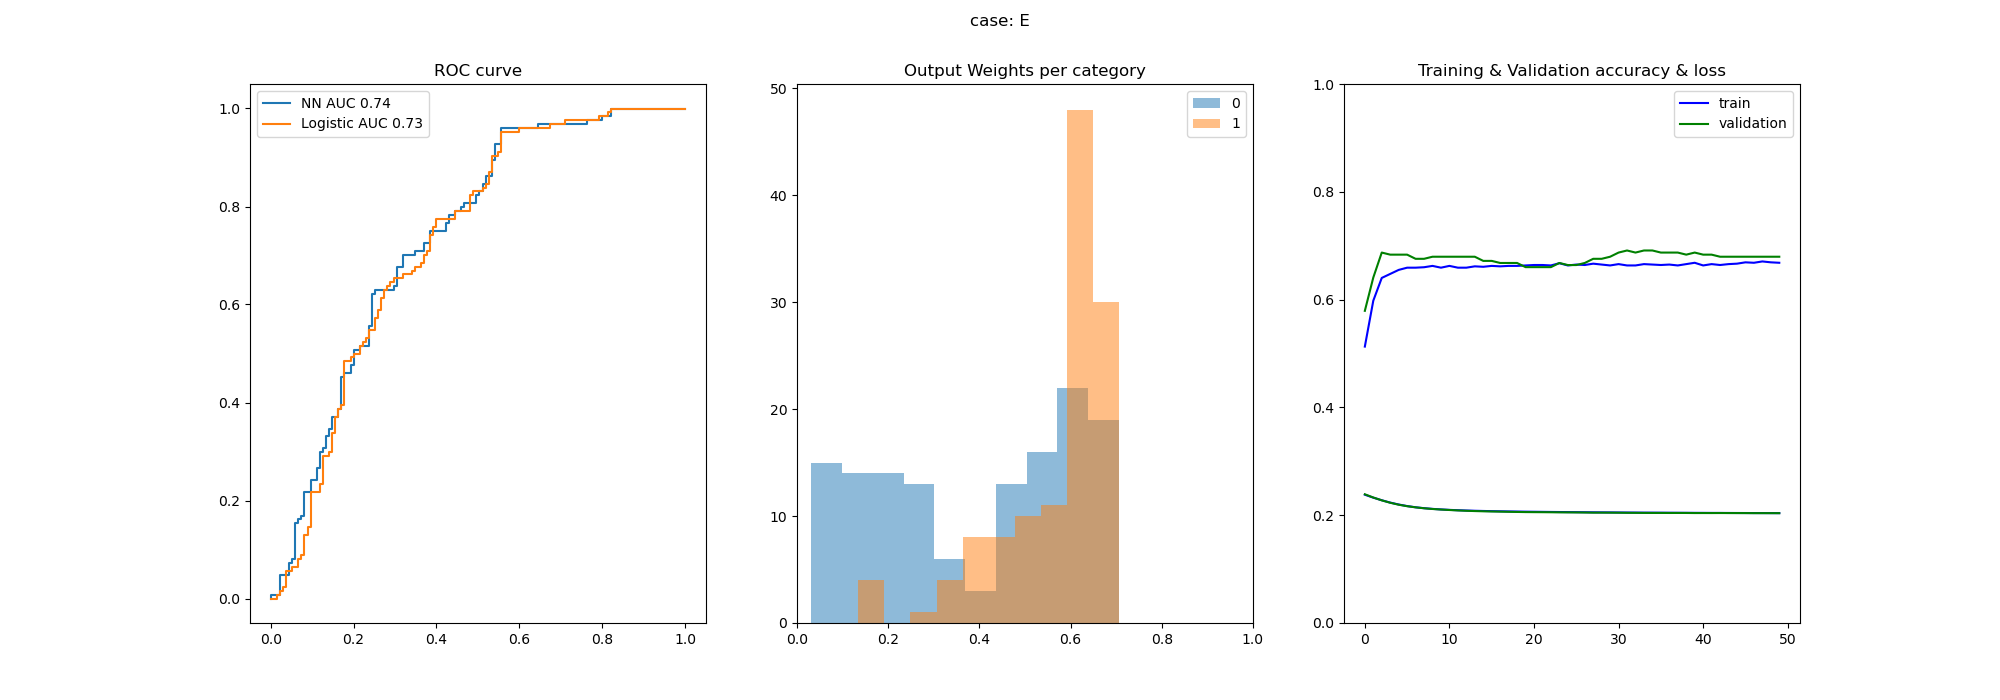 case: E
ROC curve
NN AUC 0.74
Logistic AUC 0.73
1.0
0.8
0.6
0.4
0.2
0.0
0.0 0.2 0.4 0.6 0.8 1.0
Output Weights per category
0
1
50
40
30
20
10
0
0.0 0.2 0.4 0.6 0.8 1.0
Training & Validation accuracy & loss
train
validation
1.0
0.8
0.6
0.4
0.2
0.0
0 10 20 30 40 50